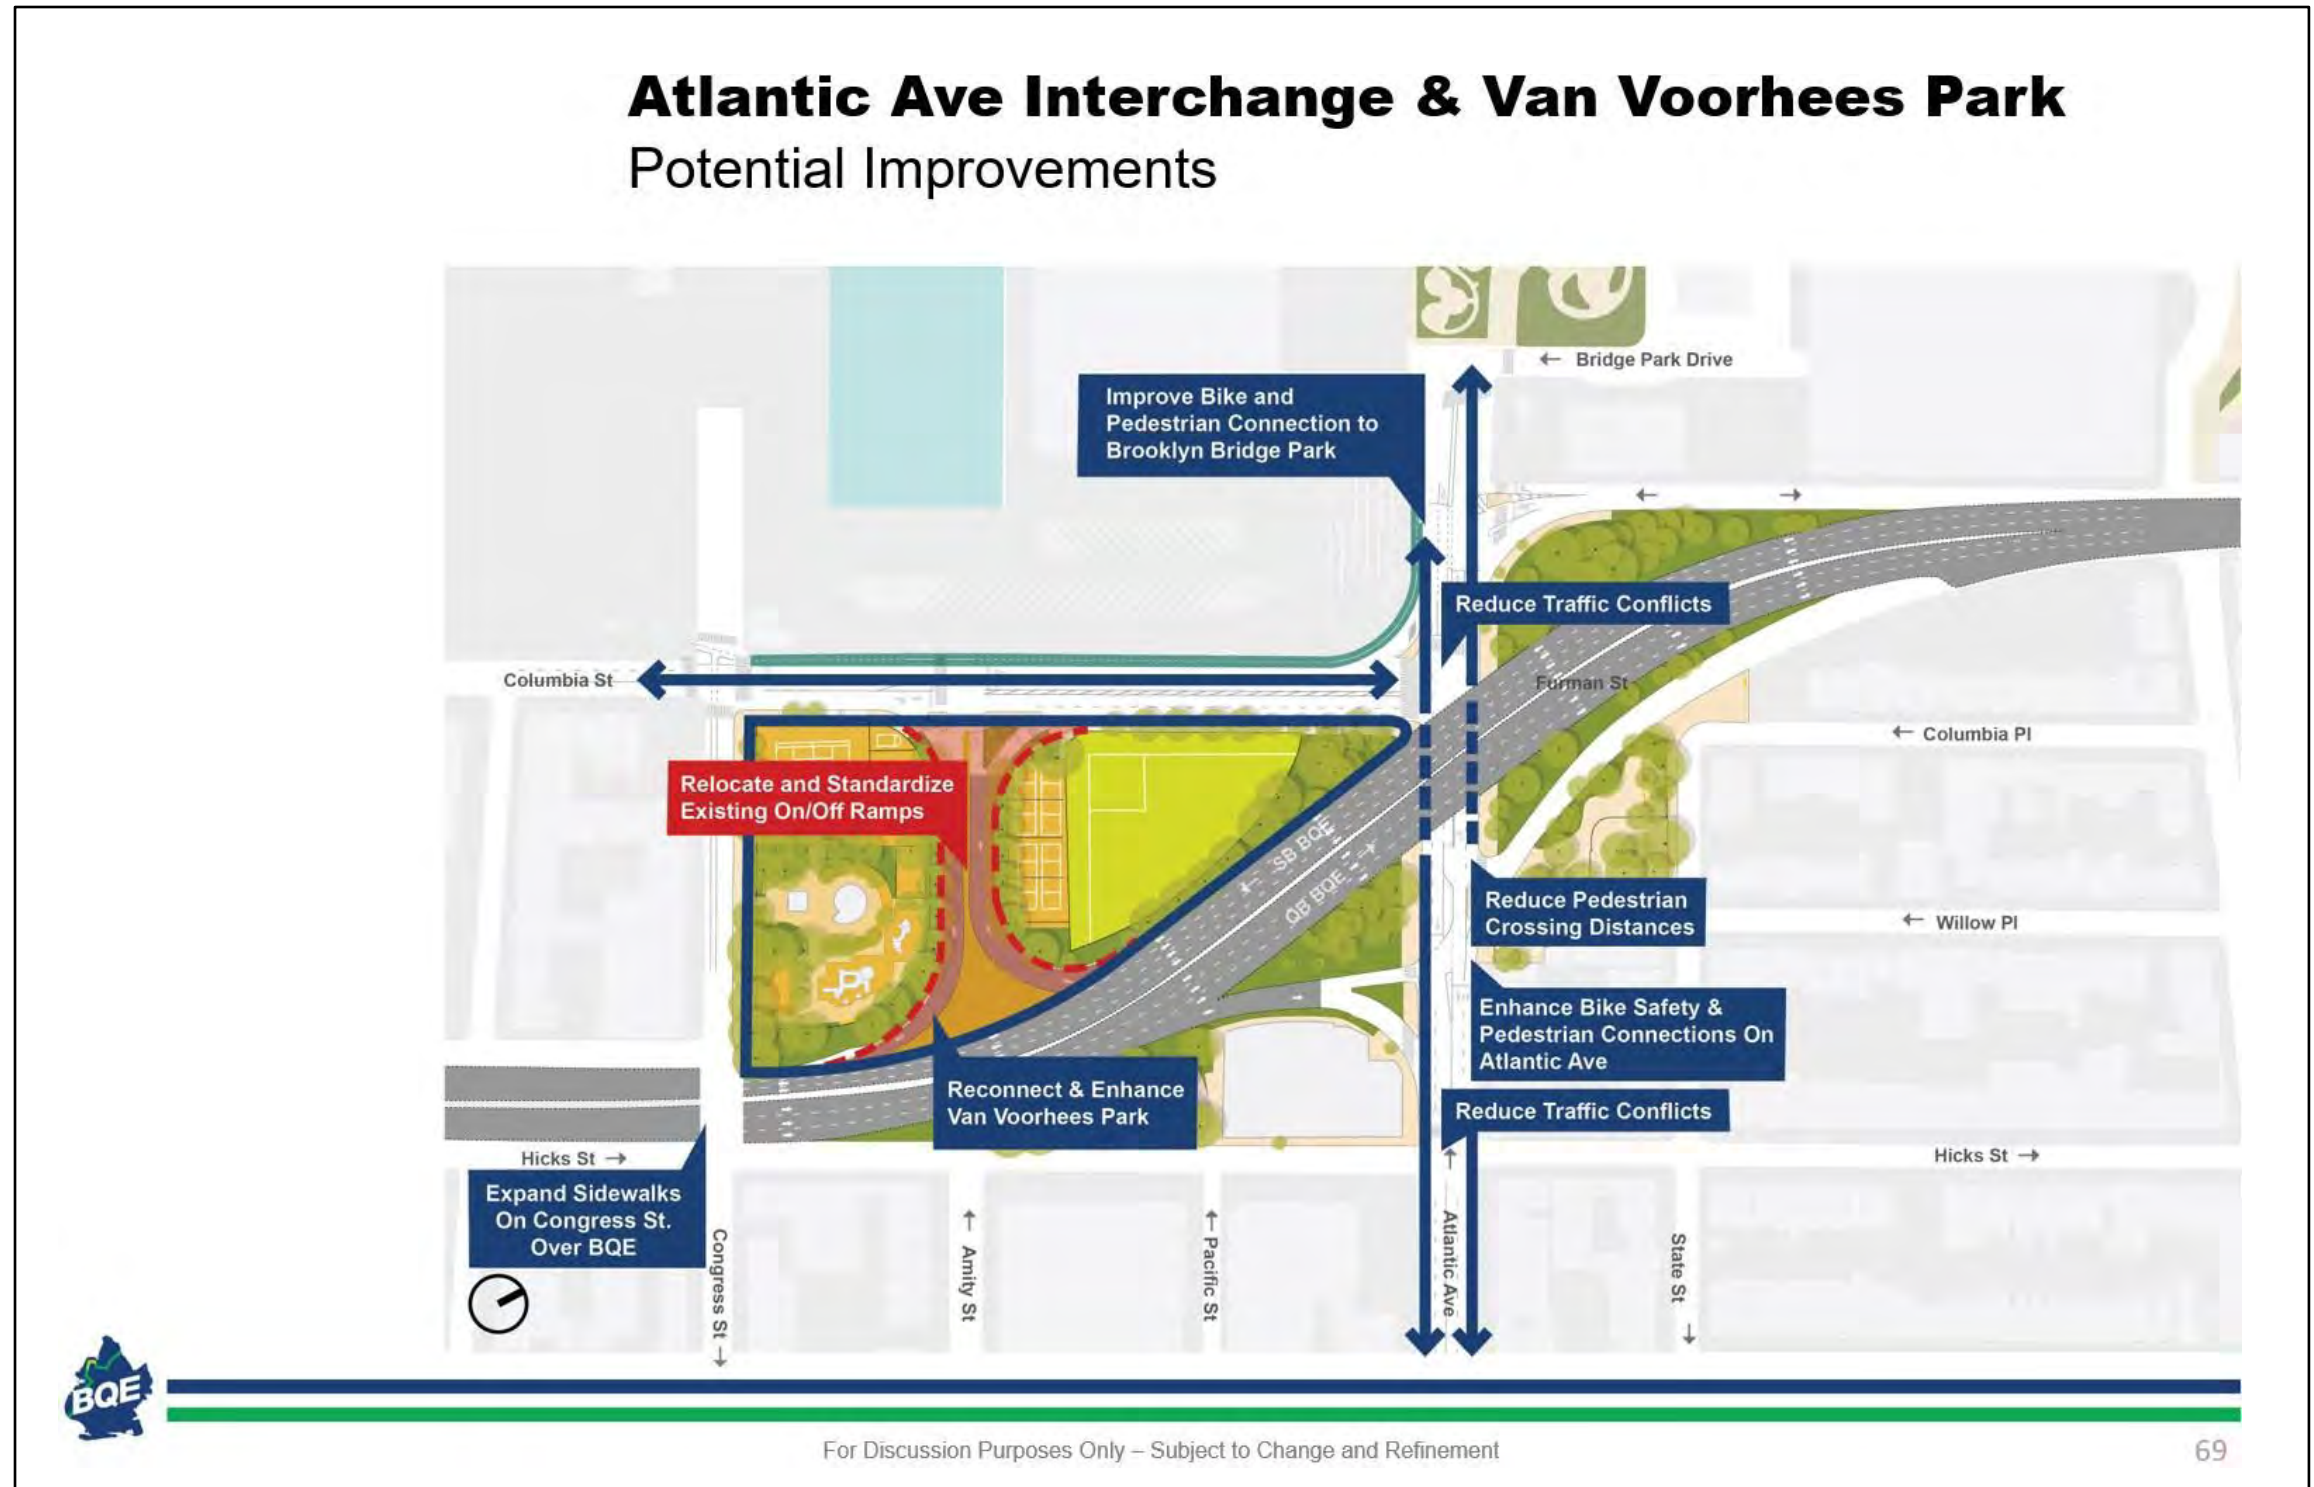 Atlantic Ave Interchange & Van Voorhees Park
Potential Improvements
← Bridge Park Drive
Improve Bike and
Pedestrian Connection to
Brooklyn Bridge Park
← →
Reduce Traffic Conflicts
Columbia St
Furman St
← Columbia Pl
Relocate and Standardize
Existing On/Off Ramps
← SB BQE
QB BQE →
Reduce Pedestrian
Crossing Distances
← Willow Pl
Enhance Bike Safety &
Pedestrian Connections On
Atlantic Ave
Reconnect & Enhance
Van Voorhees Park
Reduce Traffic Conflicts
Hicks St →
Hicks St →
Expand Sidewalks
On Congress St.
Over BQE
Congress St →
← Amity St
← Pacific St
← Atlantic Ave
State St →
BQE
For Discussion Purposes Only – Subject to Change and Refinement
69